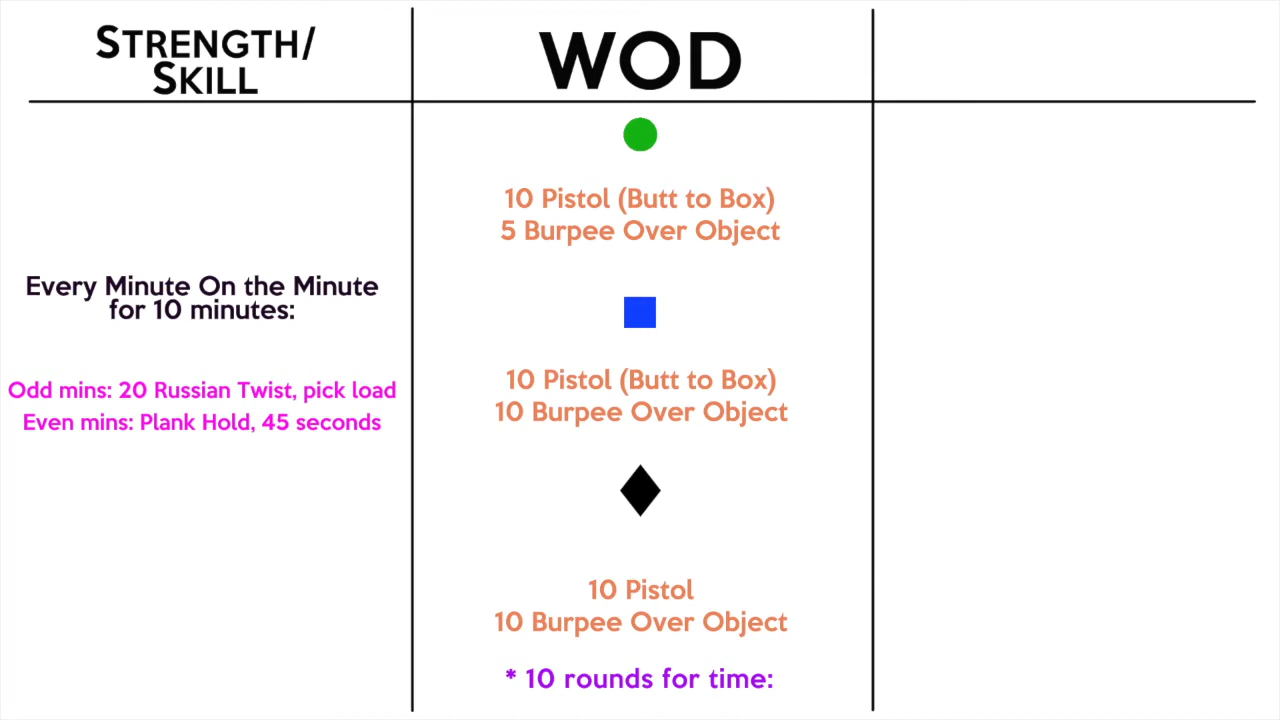 STRENGTH/
SKILL
WOD
Every Minute On the Minute
for 10 minutes:
Odd mins: 20 Russian Twist, pick load
Even mins: Plank Hold, 45 seconds
10 Pistol (Butt to Box)
5 Burpee Over Object
10 Pistol (Butt to Box)
10 Burpee Over Object
10 Pistol
10 Burpee Over Object
* 10 rounds for time: